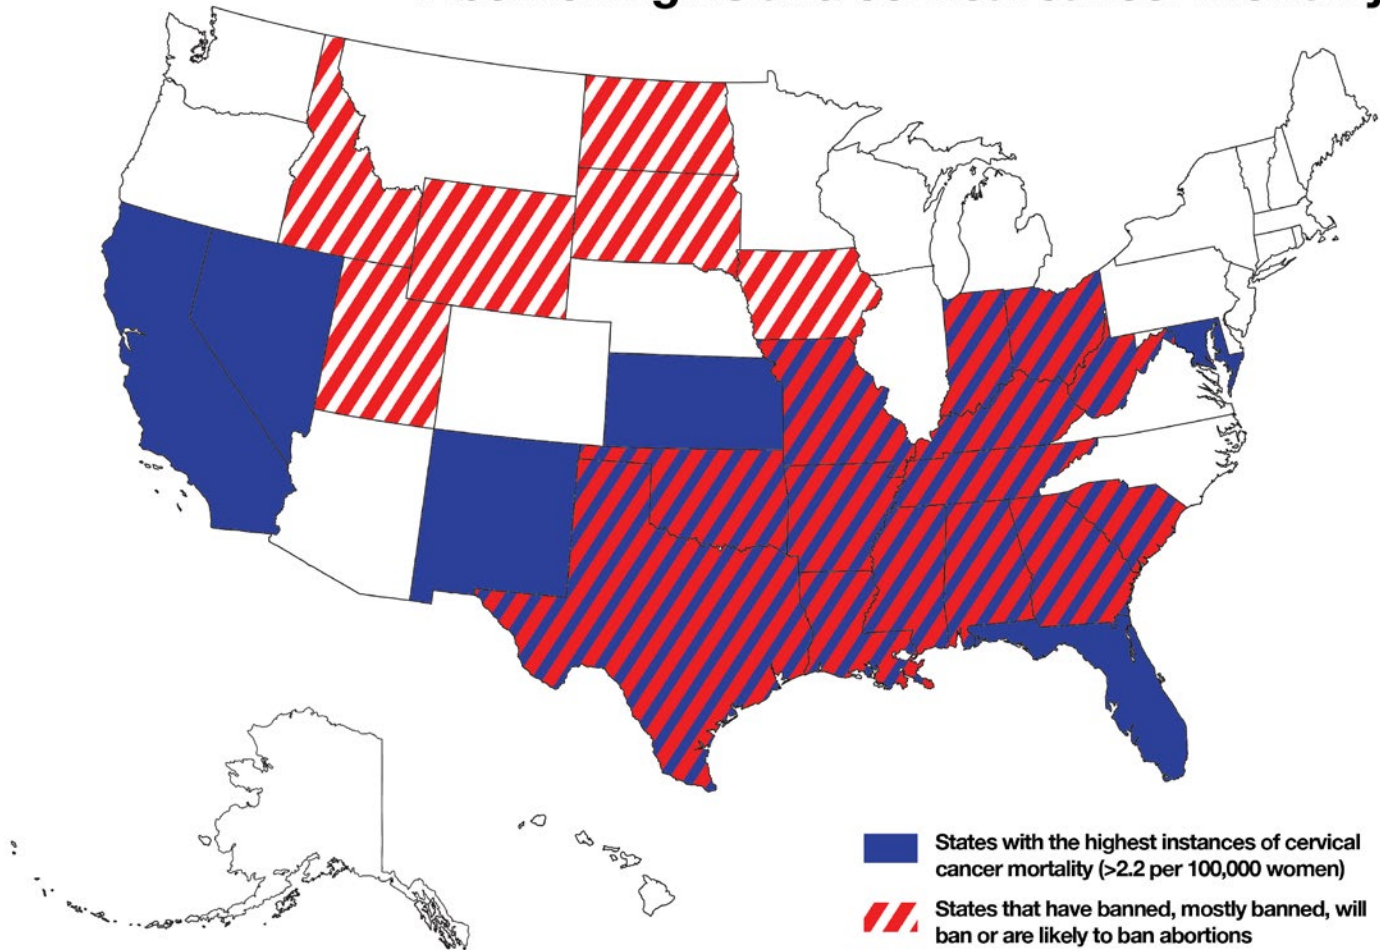 States with the highest instances of cervical
cancer mortality (>2.2 per 100,000 women)
States that have banned, mostly banned, will
ban or are likely to ban abortions